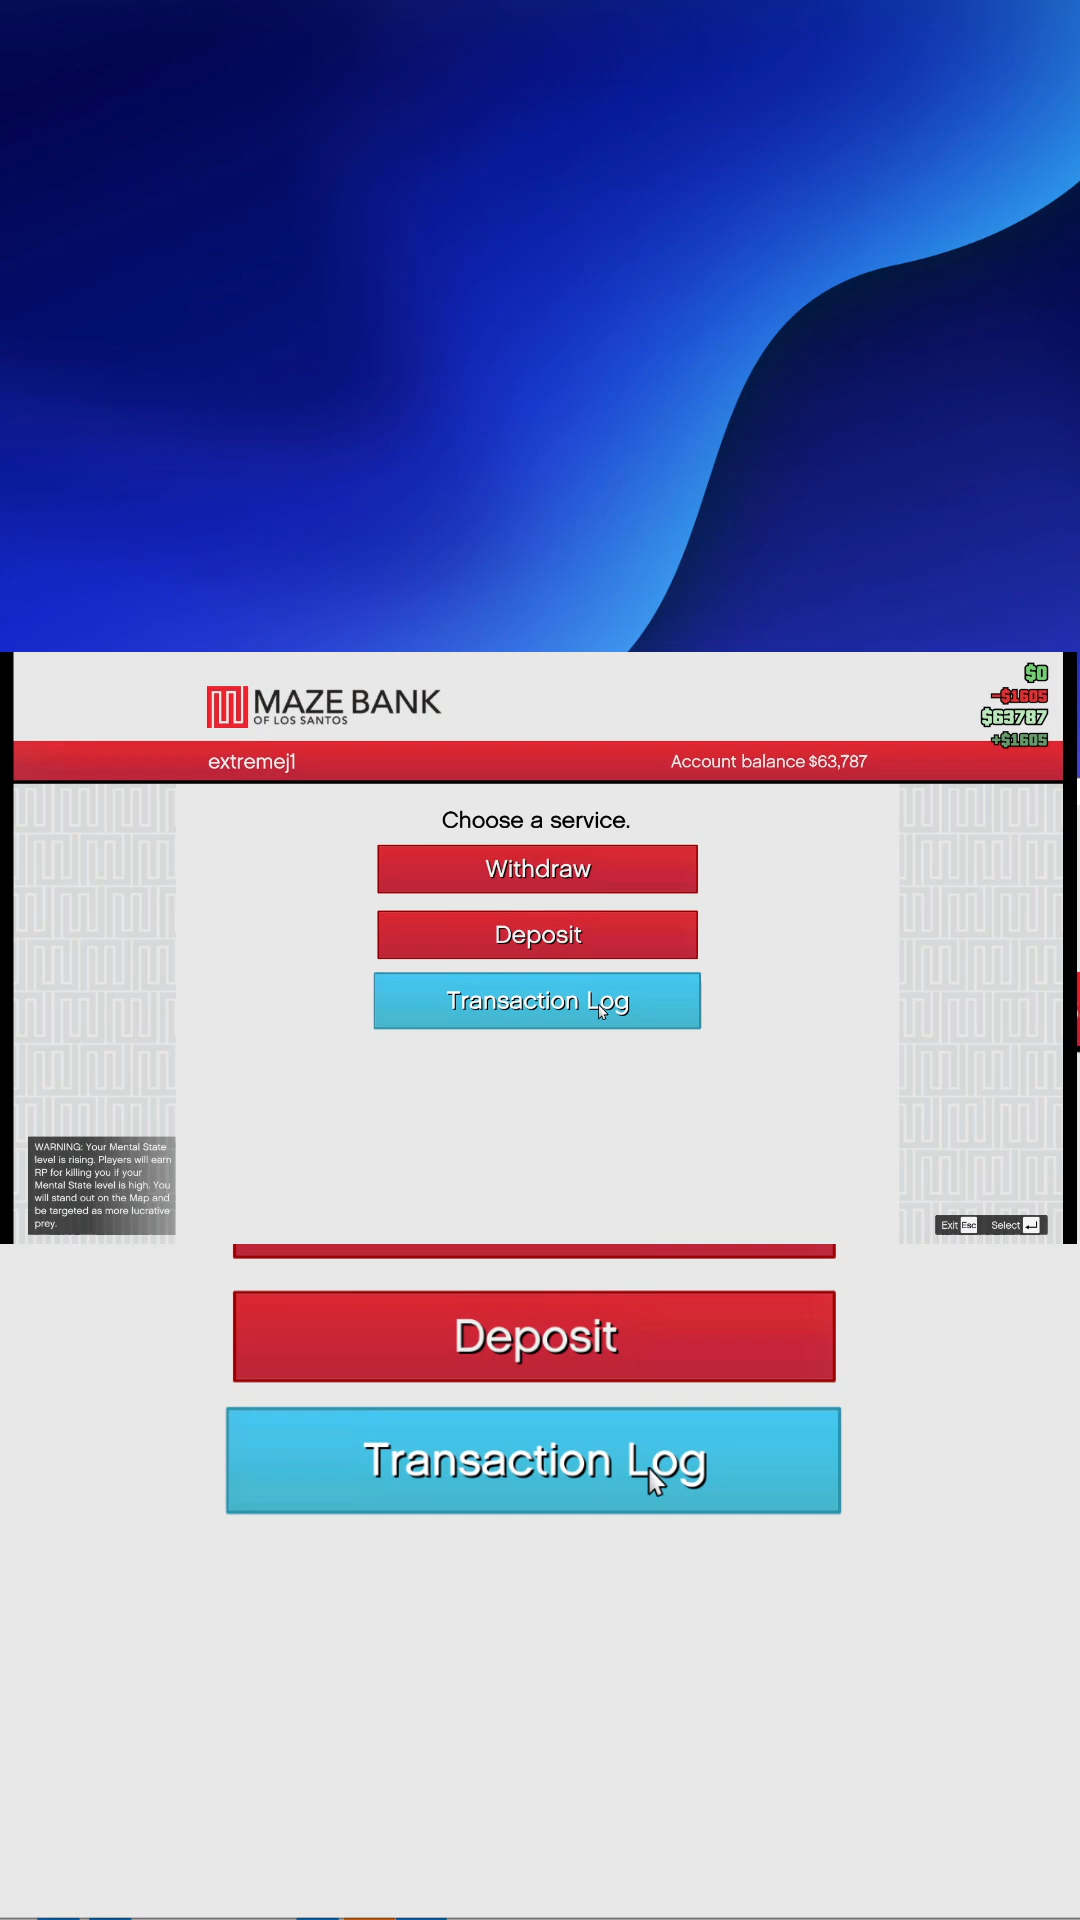 MAZE BANK
OF LOS SANTOS
$0
-$1605
$63787
+$1605
extremej1
Account balance $63,787
Choose a service.
Withdraw
Deposit
Transaction Log
WARNING: Your Mental State
level is rising. Players will earn
RP for killing you if your
Mental State level is high. You
will stand out on the Map and
be targeted as more lucrative
prey.
Exit Esc Select
Deposit
Transaction Log